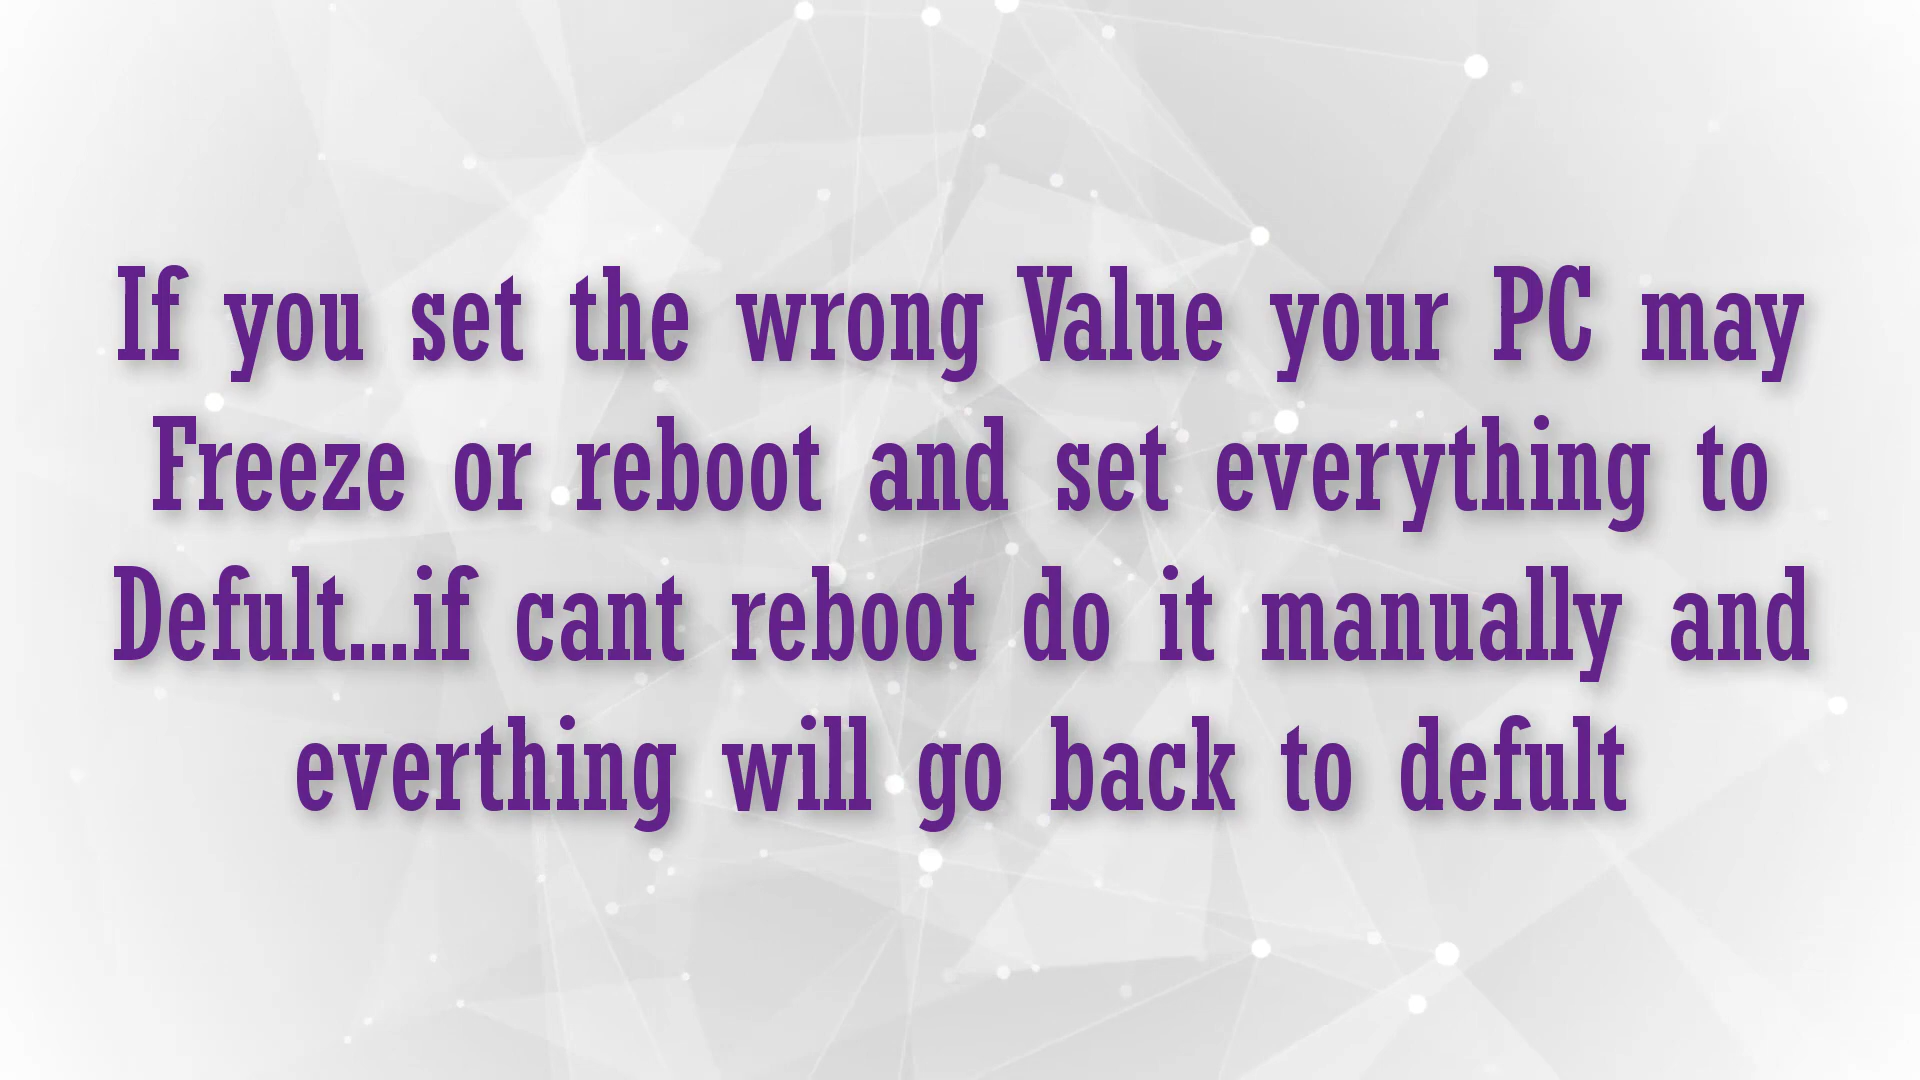 If you set the wrong Value your PC may
Freeze or reboot and set everything to
Defult...if cant reboot do it manually and
everthing will go back to defult